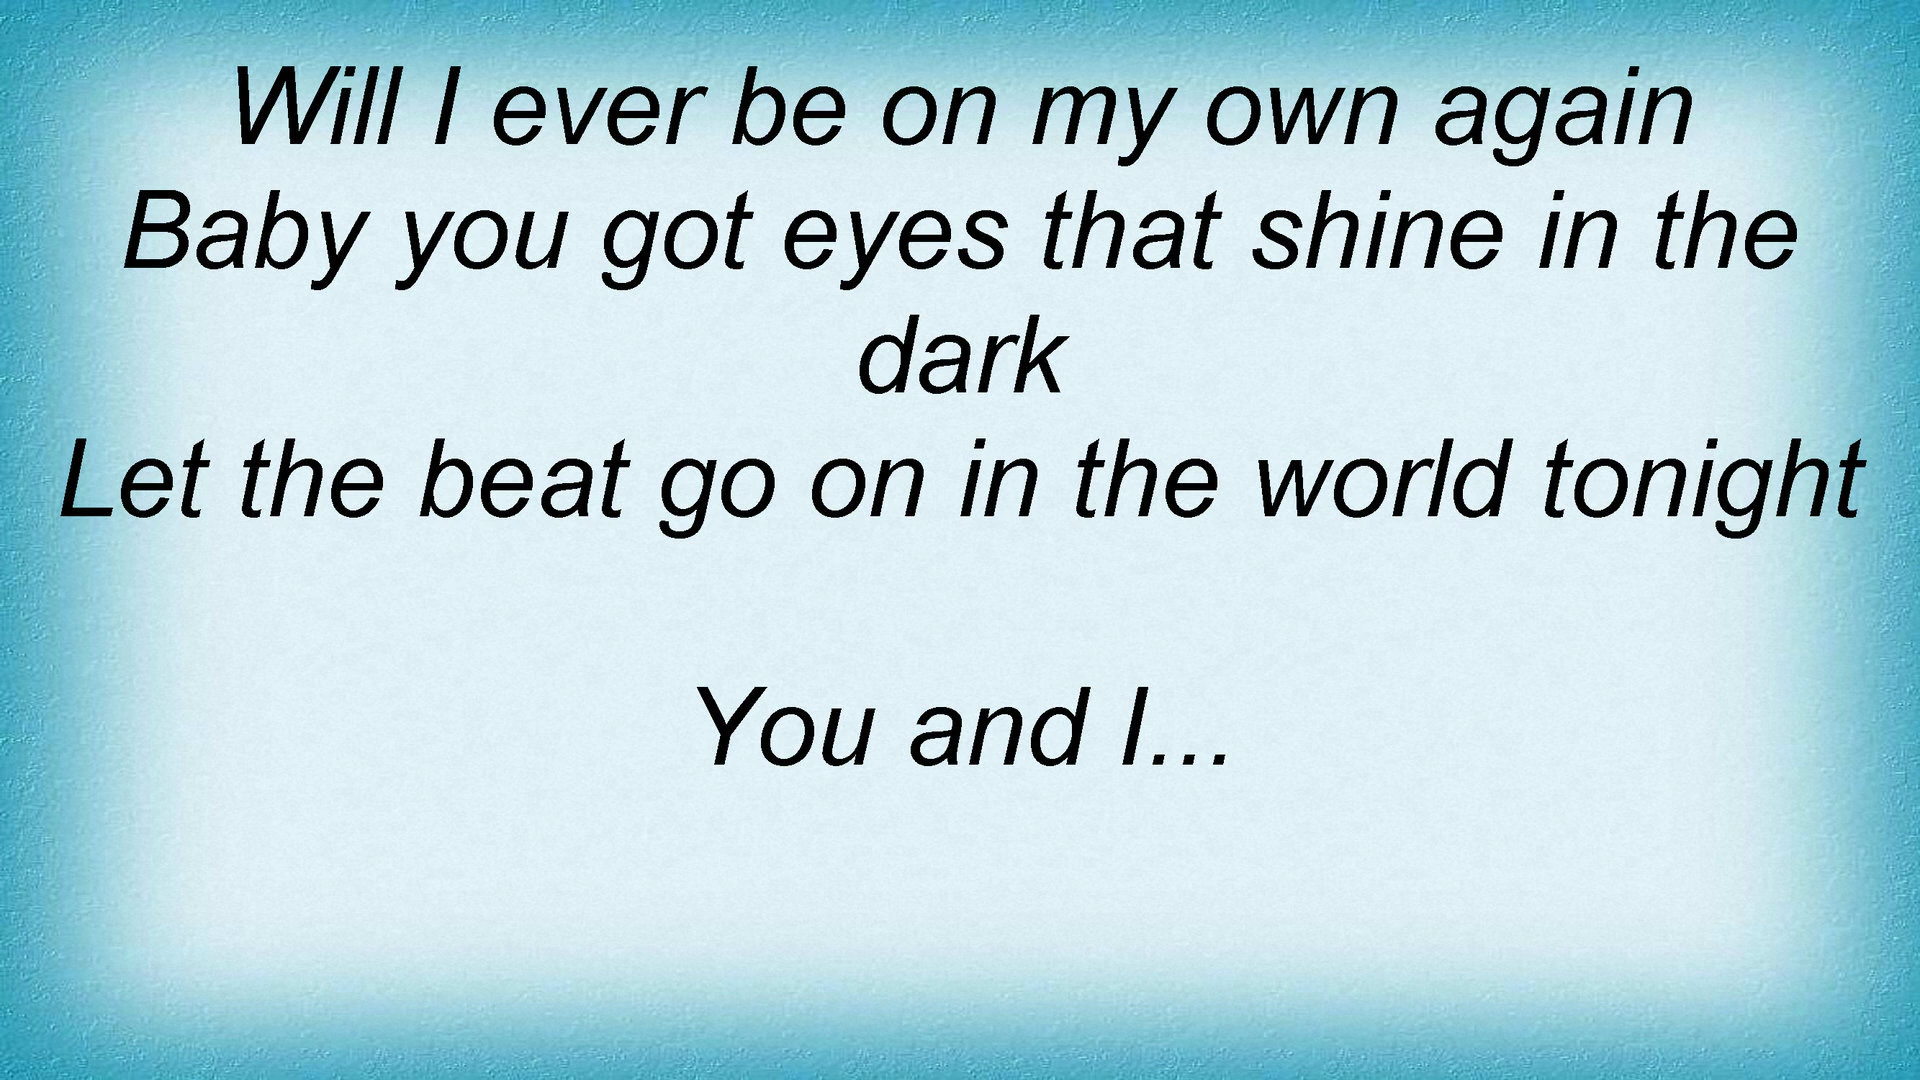 Will I ever be on my own again
Baby you got eyes that shine in the
dark
Let the beat go on in the world tonight
You and I...